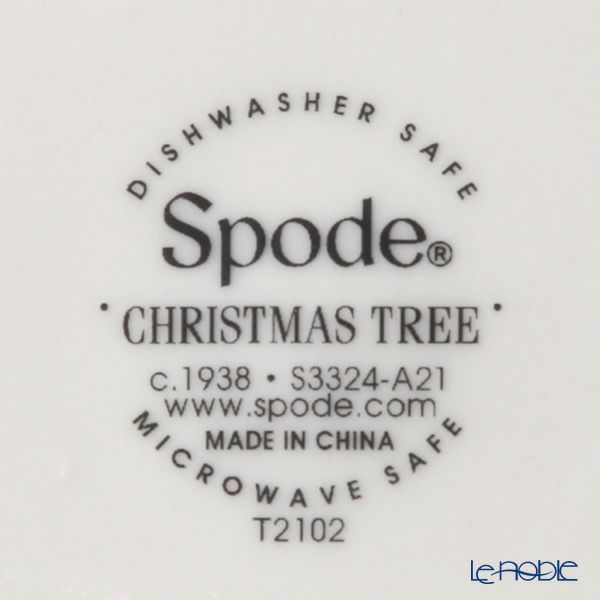 DISHWASHER SAFE
Spode®
• CHRISTMAS TREE •
c.1938 • S3324-A21
www.spode.com
MADE IN CHINA
MICROWAVE SAFE
T2102
Le-noble